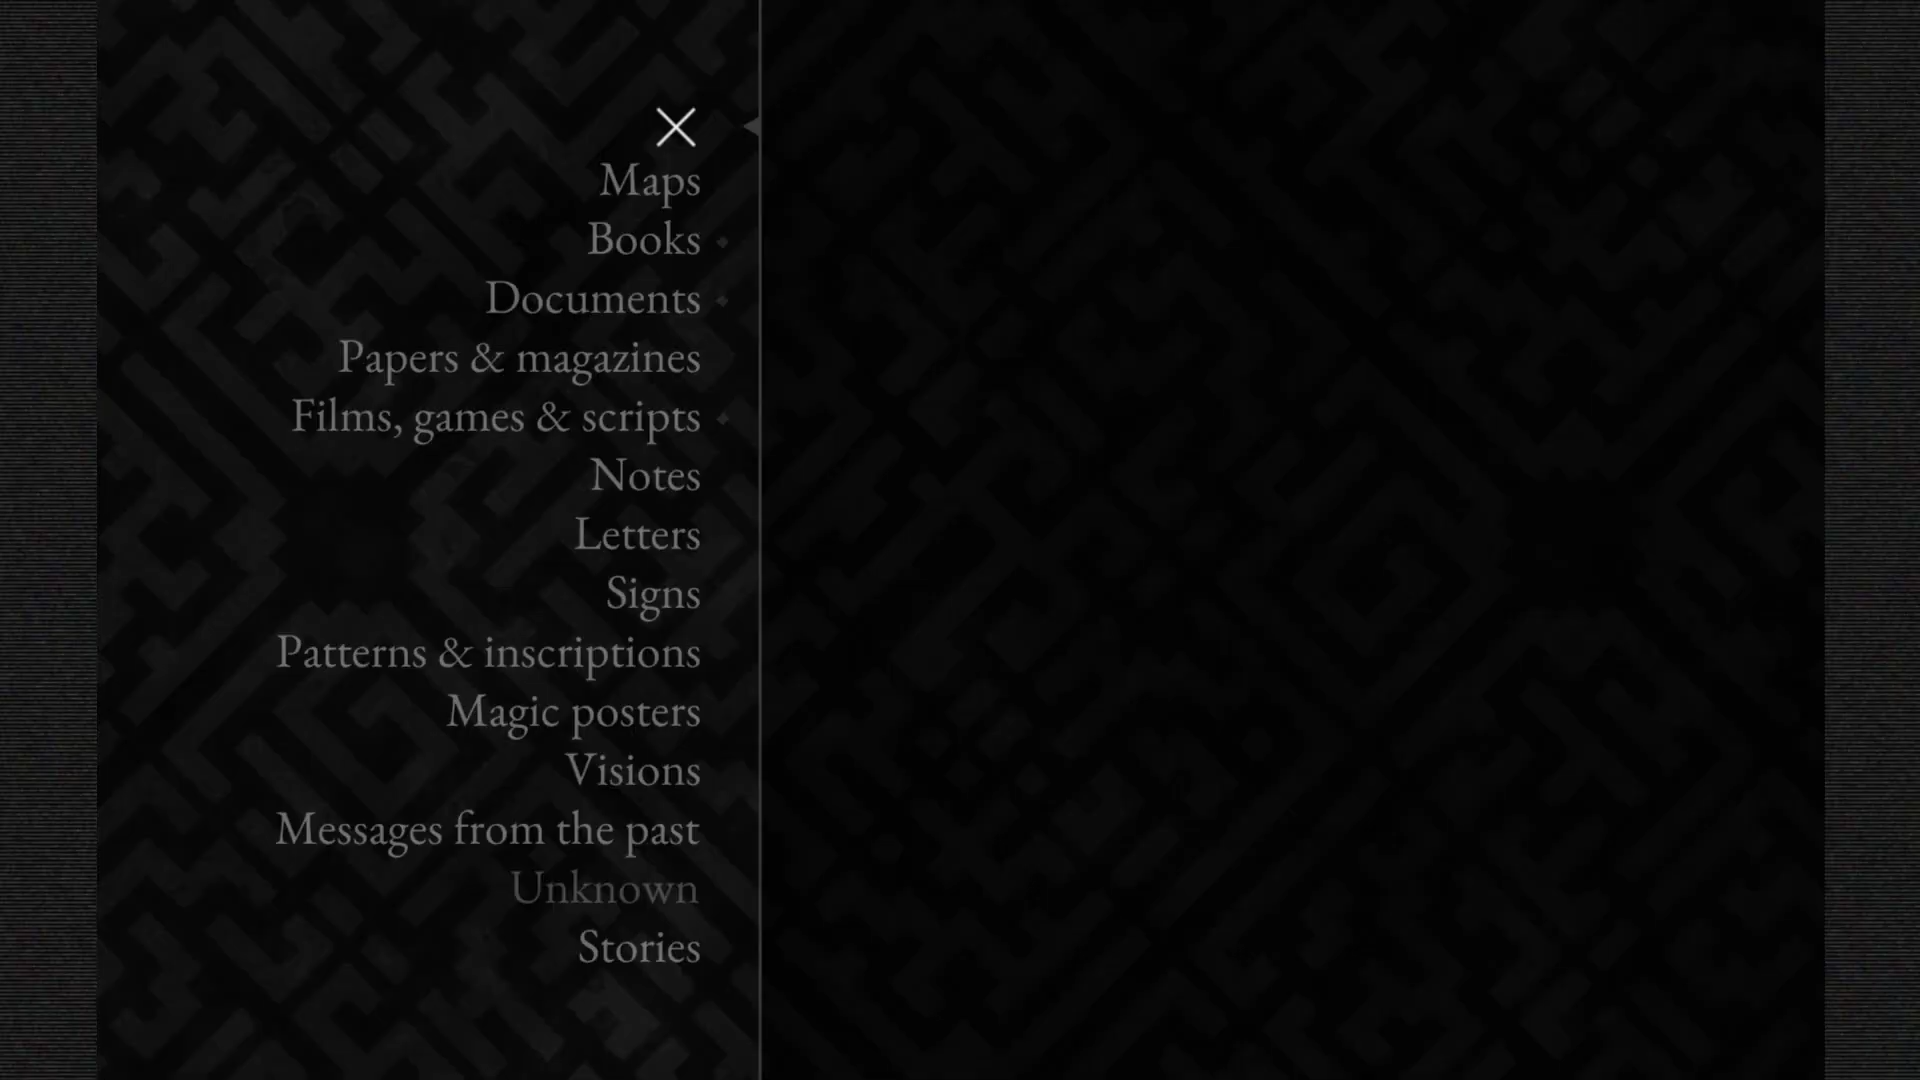 Maps
Books
Documents
Papers & magazines
Films, games & scripts
Notes
Letters
Signs
Patterns & inscriptions
Magic posters
Visions
Messages from the past
Unknown
Stories